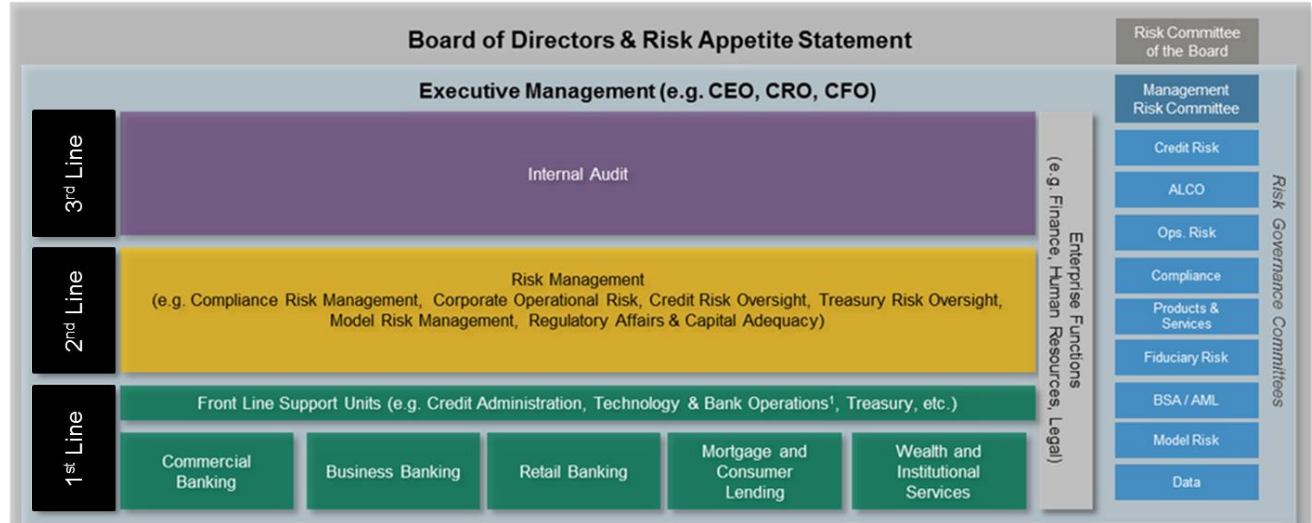 Board of Directors & Risk Appetite Statement
Risk Committee
of the Board
Executive Management (e.g. CEO, CRO, CFO)
Management
Risk Committee
3rd Line
Internal Audit
2nd Line
Risk Management
(e.g. Compliance Risk Management, Corporate Operational Risk, Credit Risk Oversight, Treasury Risk Oversight,
Model Risk Management, Regulatory Affairs & Capital Adequacy)
1st Line
Front Line Support Units (e.g. Credit Administration, Technology & Bank Operations¹, Treasury, etc.)
Commercial
Banking
Business Banking
Retail Banking
Mortgage and
Consumer
Lending
Wealth and
Institutional
Services
Enterprise Functions
(e.g. Finance, Human Resources, Legal)
Credit Risk
ALCO
Ops. Risk
Compliance
Products &
Services
Fiduciary Risk
BSA / AML
Model Risk
Data
Risk Governance Committees